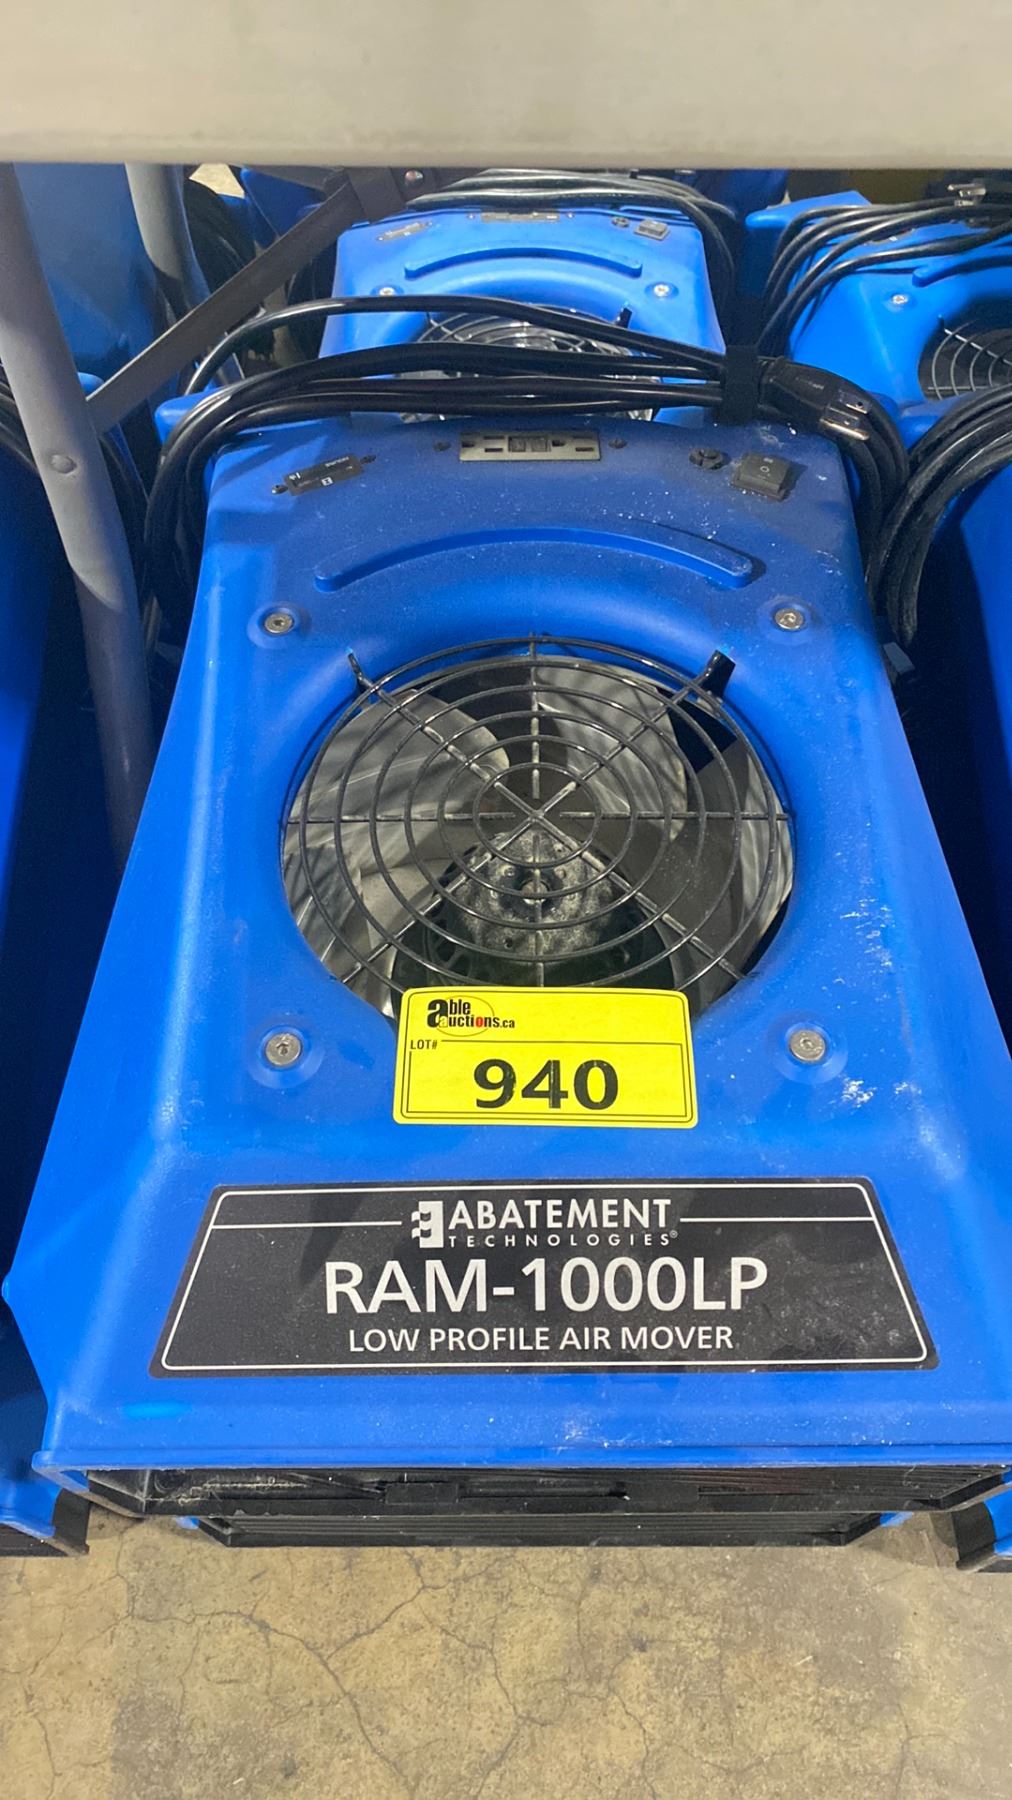 able
auctions.ca
LOT#
940
ABATEMENT
TECHNOLOGIES®
RAM-1000LP
LOW PROFILE AIR MOVER